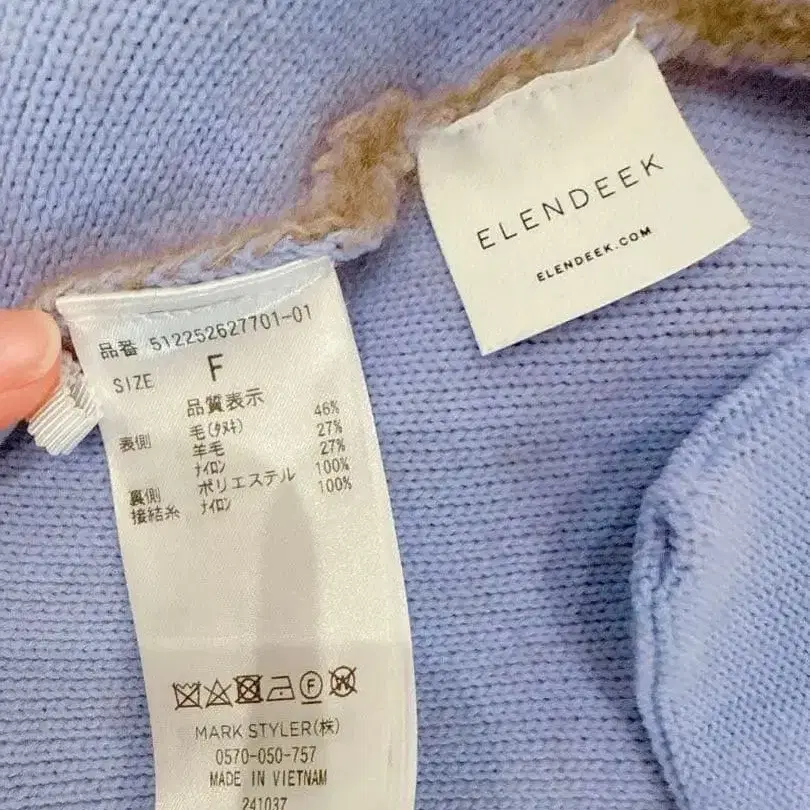 ELENDEEK
ELENDEEK.COM
品番 512252627701-01
SIZE F
品質表示
表側 毛(タヌキ) 46%
羊毛 27%
ナイロン 27%
裏側 ポリエステル 100%
接結糸 ナイロン 100%
MARK STYLER(株)
0570-050-757
MADE IN VIETNAM
241037